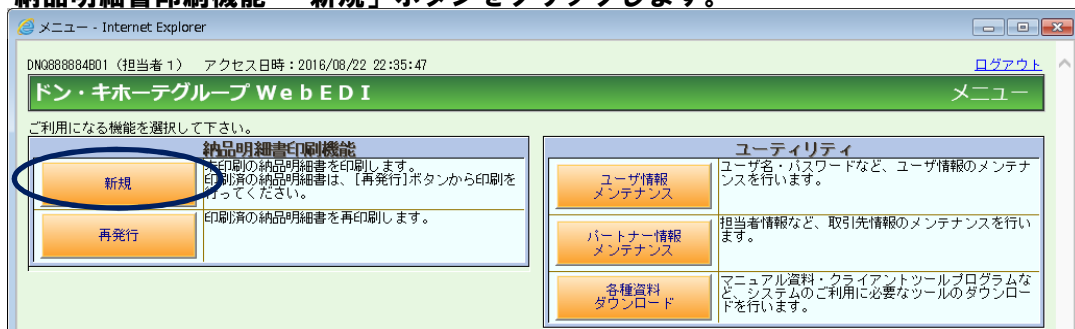 納品明細書印刷機能 「新規」ボタンをクリックします。
メニュー - Internet Explorer
DNQ888884B01 (担当者1) アクセス日時:2016/08/22 22:35:47
ログアウト
ドン・キホーテグループ WebEDI
メニュー
ご利用になる機能を選択して下さい。
納品明細書印刷機能
新規
未印刷の納品明細書を印刷します。
印刷済の納品明細書は、[再発行]ボタンから印刷を
行ってください。
再発行
印刷済の納品明細書を再印刷します。
ユーティリティ
ユーザ情報
メンテナンス
ユーザ名・パスワードなど、ユーザ情報のメンテナ
ンスを行います。
パートナー情報
メンテナンス
担当者情報など、取引先情報のメンテナンスを行い
ます。
各種資料
ダウンロード
マニュアル資料・クライアントツールプログラムな
ど、システムのご利用に必要なツールのダウンロー
ドを行います。